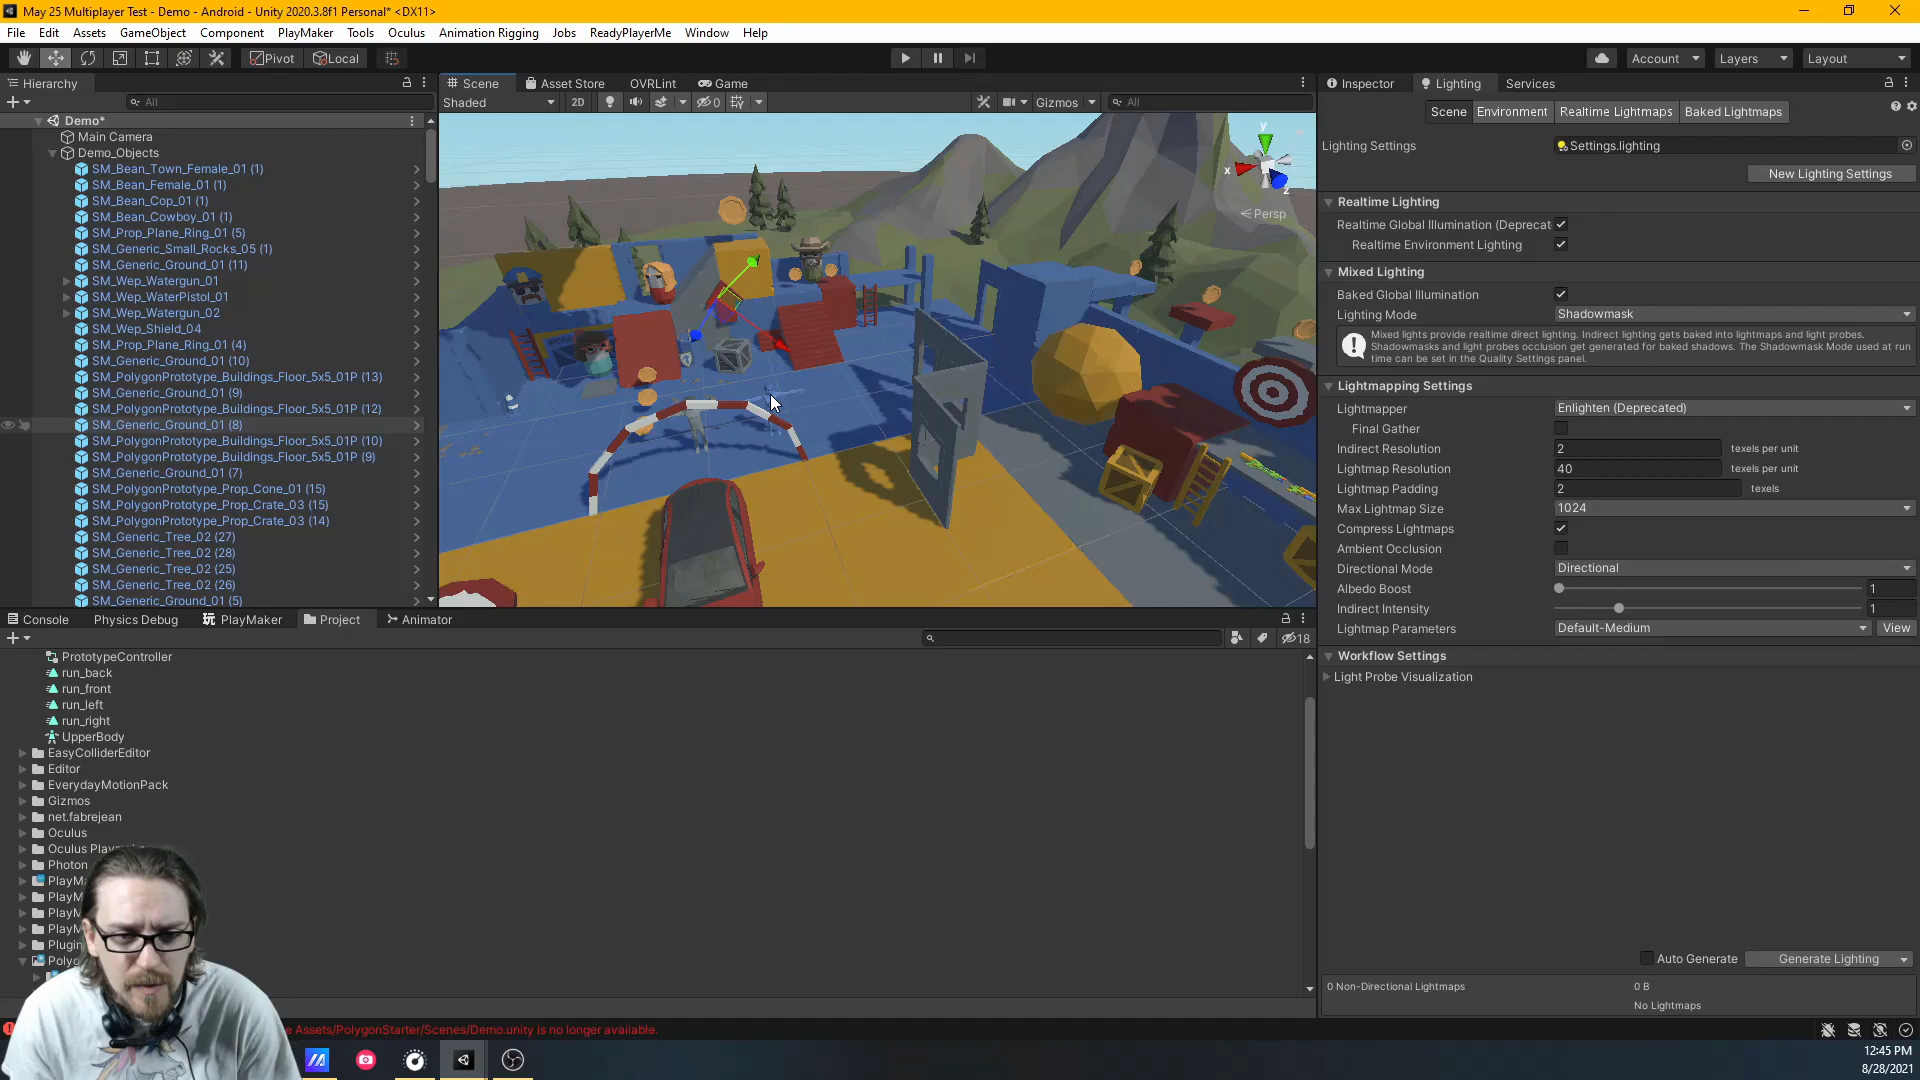 May 25 Multiplayer Test - Demo - Android - Unity 2020.3.8f1 Personal* <DX11>
File Edit Assets GameObject Component PlayMaker Tools Oculus Animation Rigging Jobs ReadyPlayerMe Window Help
Pivot Local Account Layers Layout
Hierarchy
All
Demo*
Main Camera
Demo_Objects
SM_Bean_Town_Female_01 (1)
SM_Bean_Female_01 (1)
SM_Bean_Cop_01 (1)
SM_Bean_Cowboy_01 (1)
SM_Prop_Plane_Ring_01 (5)
SM_Generic_Small_Rocks_05 (1)
SM_Generic_Ground_01 (11)
SM_Wep_Watergun_01
SM_Wep_WaterPistol_01
SM_Wep_Watergun_02
SM_Wep_Shield_04
SM_Prop_Plane_Ring_01 (4)
SM_Generic_Ground_01 (10)
SM_PolygonPrototype_Buildings_Floor_5x5_01P (13)
SM_Generic_Ground_01 (9)
SM_PolygonPrototype_Buildings_Floor_5x5_01P (12)
SM_Generic_Ground_01 (8)
SM_PolygonPrototype_Buildings_Floor_5x5_01P (10)
SM_PolygonPrototype_Buildings_Floor_5x5_01P (9)
SM_Generic_Ground_01 (7)
SM_PolygonPrototype_Prop_Cone_01 (15)
SM_PolygonPrototype_Prop_Crate_03 (15)
SM_PolygonPrototype_Prop_Crate_03 (14)
SM_Generic_Tree_02 (27)
SM_Generic_Tree_02 (28)
SM_Generic_Tree_02 (25)
SM_Generic_Tree_02 (26)
SM_Generic_Ground_01 (5)
Scene Asset Store OVRLint Game
Shaded 2D 0 Gizmos All
y
x
z
Persp
Inspector Lighting Services
Scene Environment Realtime Lightmaps Baked Lightmaps
Lighting Settings Settings.lighting
New Lighting Settings
Realtime Lighting
Realtime Global Illumination (Deprecat
Realtime Environment Lighting
Mixed Lighting
Baked Global Illumination
Lighting Mode Shadowmask
Mixed lights provide realtime direct lighting. Indirect lighting gets baked into lightmaps and light probes.
Shadowmasks and light probes occlusion get generated for baked shadows. The Shadowmask Mode used at run
time can be set in the Quality Settings panel.
Lightmapping Settings
Lightmapper Enlighten (Deprecated)
Final Gather
Indirect Resolution 2 texels per unit
Lightmap Resolution 40 texels per unit
Lightmap Padding 2 texels
Max Lightmap Size 1024
Compress Lightmaps
Ambient Occlusion
Directional Mode Directional
Albedo Boost 1
Indirect Intensity 1
Lightmap Parameters Default-Medium View
Workflow Settings
Light Probe Visualization
Auto Generate Generate Lighting
0 Non-Directional Lightmaps 0 B
No Lightmaps
Console Physics Debug PlayMaker Project Animator
18
PrototypeController
run_back
run_front
run_left
run_right
UpperBody
EasyColliderEditor
Editor
EverydayMotionPack
Gizmos
net.fabrejean
Oculus
Oculus
Photon
PlayM
PlayM
PlayM
PlayM
Plugin
Polyg
Assets/PolygonStarter/Scenes/Demo.unity is no longer available.
12:45 PM
8/28/2021